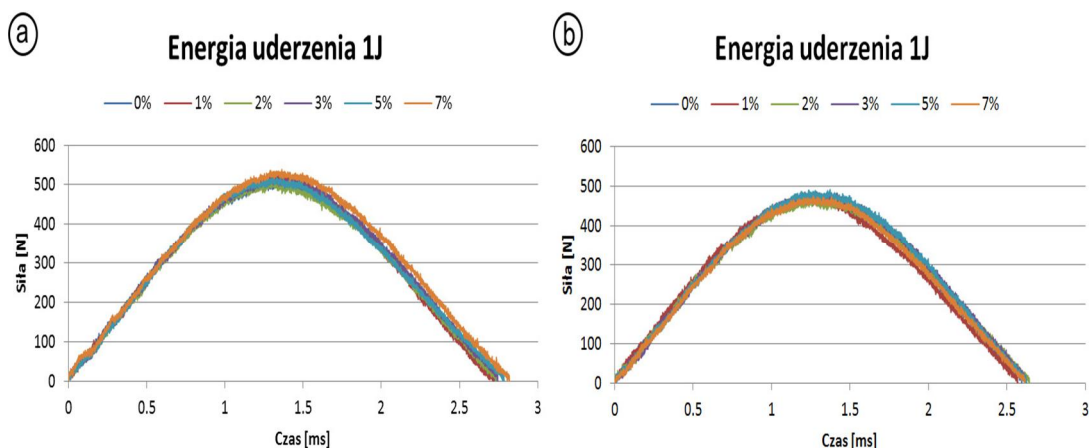 a
Energia uderzenia 1J
0% 1% 2% 3% 5% 7%
600
500
400
300
200
100
0
Siła [N]
0 0.5 1 1.5 2 2.5 3
Czas [ms]
b
Energia uderzenia 1J
0% 1% 2% 3% 5% 7%
600
500
400
300
200
100
0
Siła [N]
0 0.5 1 1.5 2 2.5 3
Czas [ms]